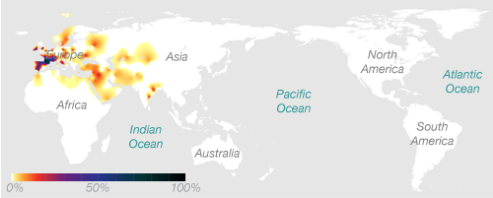 Europe
Asia
North
America
Atlantic
Ocean
Pacific
Ocean
Africa
Indian
Ocean
South
America
Australia
0%
50%
100%